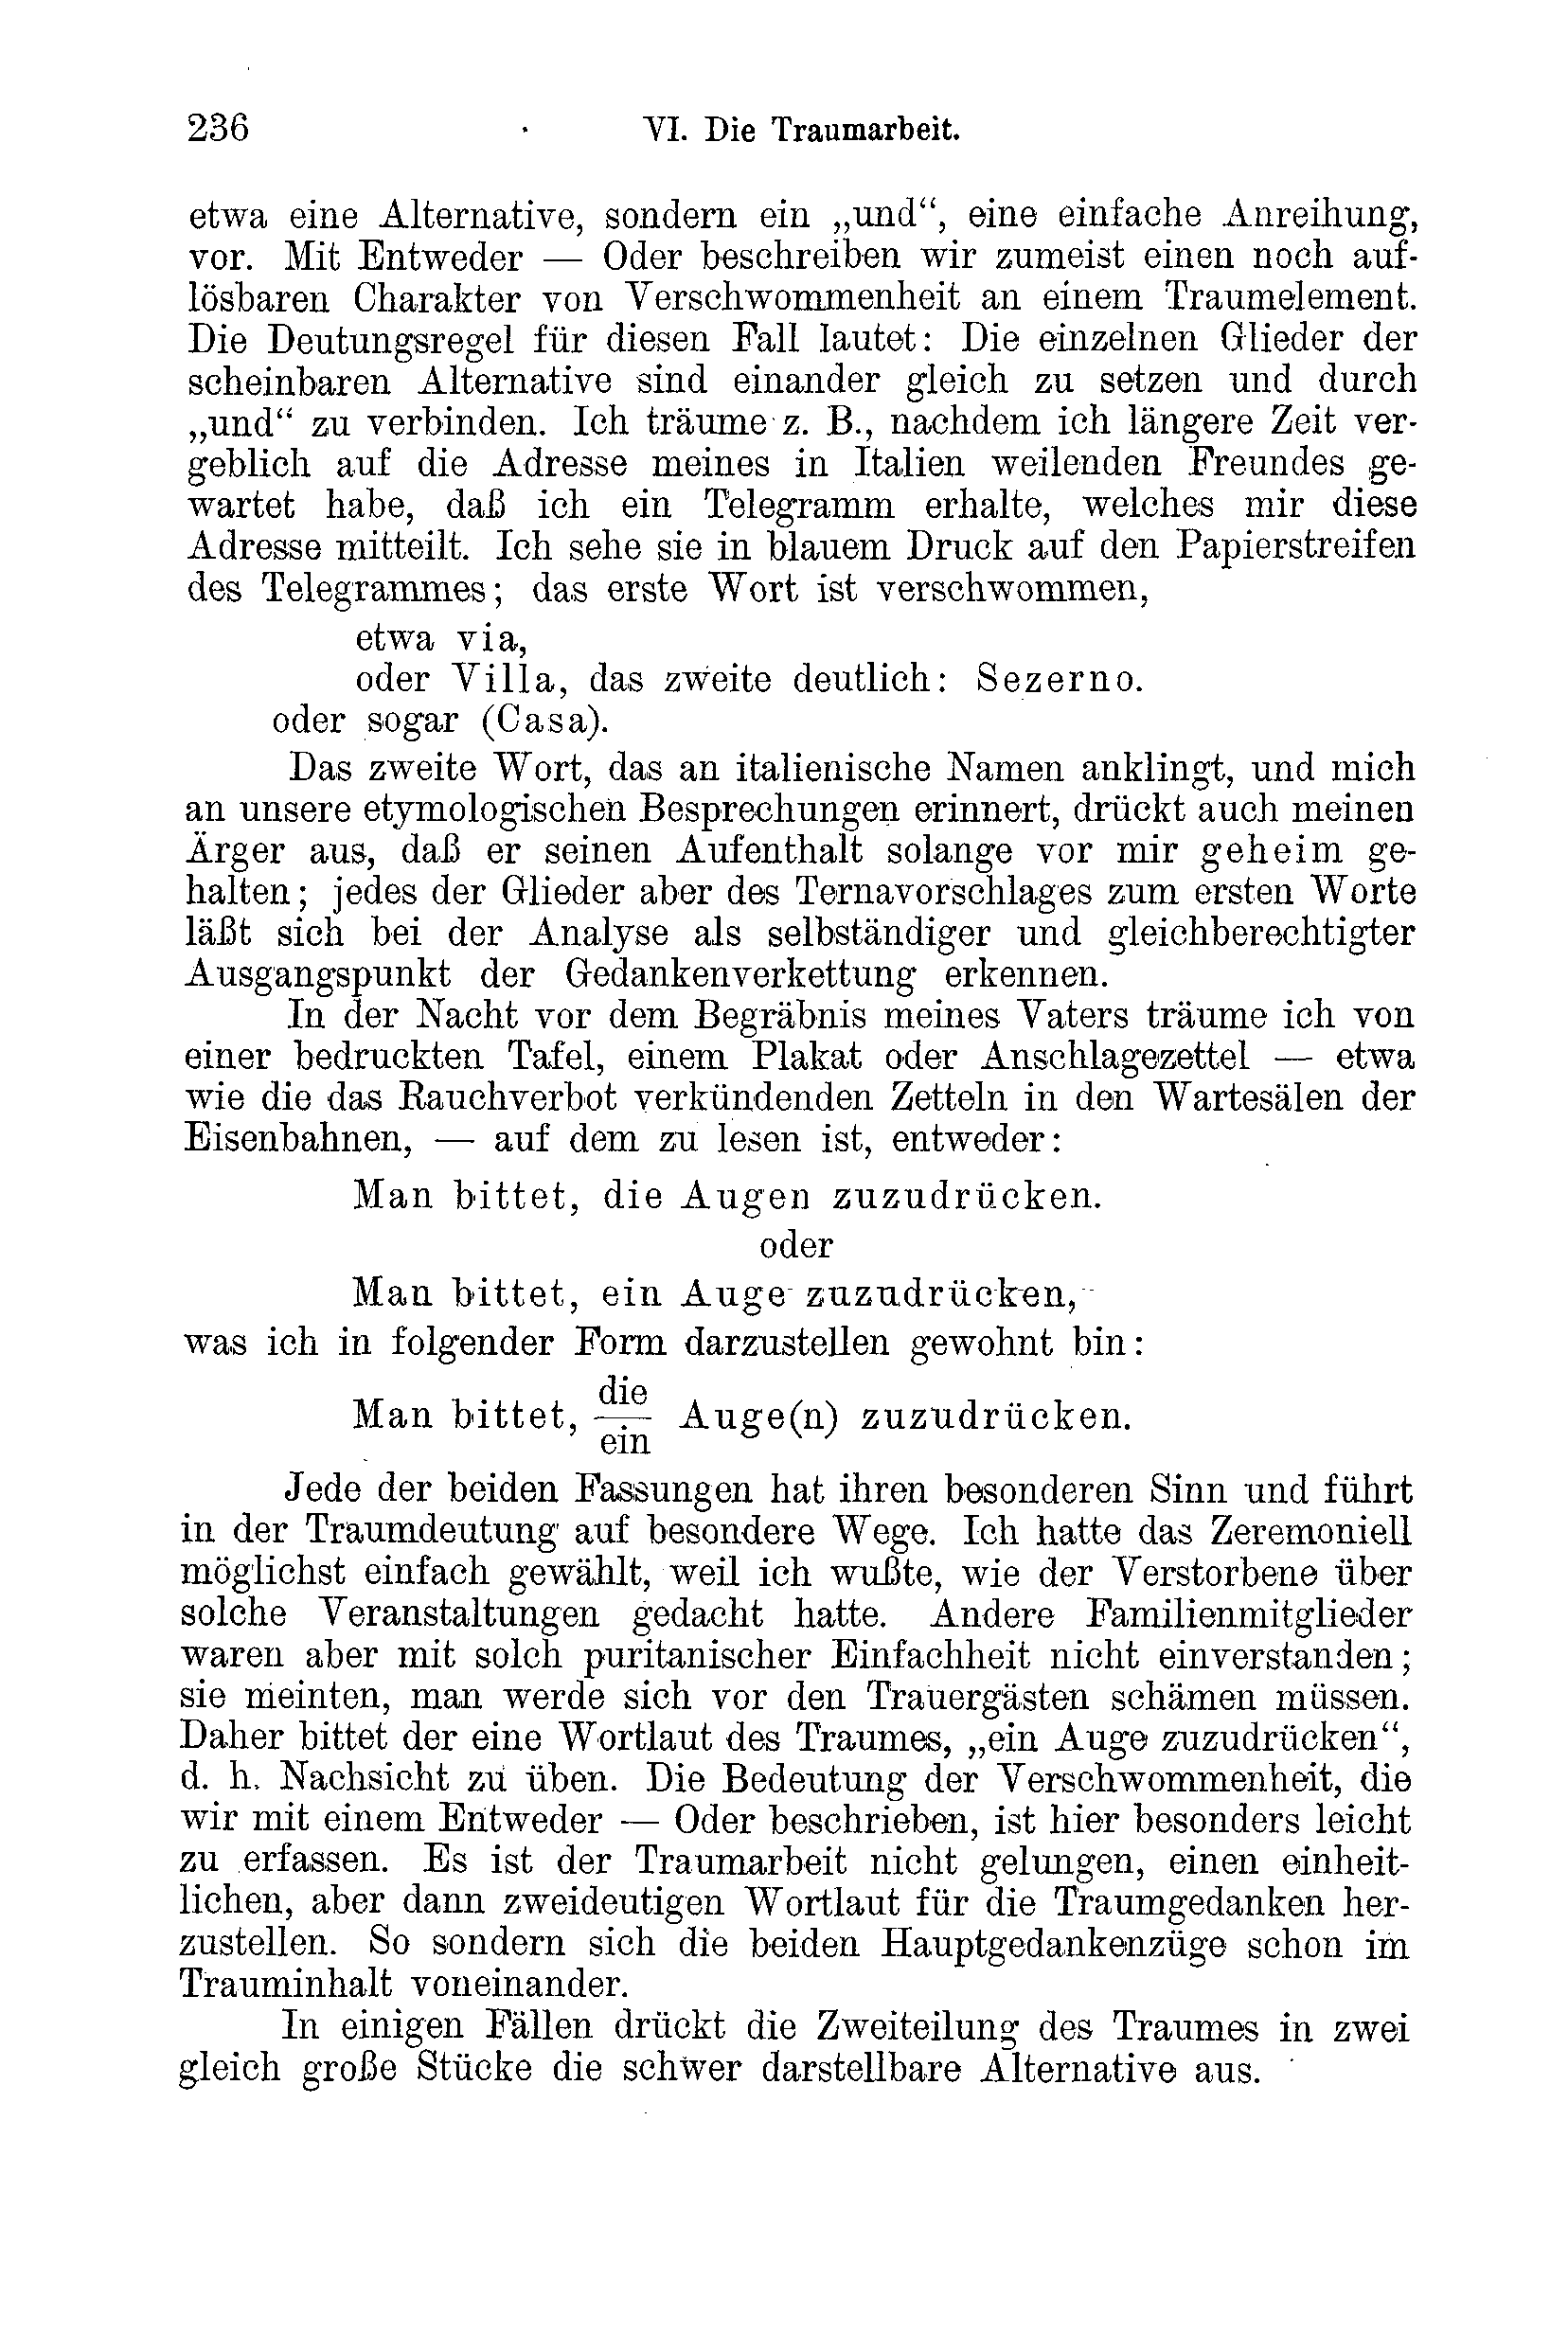 236 VI. Die Traumarbeit.
etwa eine Alternative, sondern ein „und“, eine einfache Anreihung,
vor. Mit Entweder — Oder beschreiben wir zumeist einen noch auf-
lösbaren Charakter von Verschwommenheit an einem Traumelement.
Die Deutungsregel für diesen Fall lautet: Die einzelnen Glieder der
scheinbaren Alternative sind einander gleich zu setzen und durch
„und“ zu verbinden. Ich träume z. B., nachdem ich längere Zeit ver-
geblich auf die Adresse meines in Italien weilenden Freundes ge-
wartet habe, daß ich ein Telegramm erhalte, welches mir diese
Adresse mitteilt. Ich sehe sie in blauem Druck auf den Papierstreifen
des Telegrammes; das erste Wort ist verschwommen,
etwa via,
oder Villa, das zweite deutlich: Sezerno.
oder sogar (Casa).
Das zweite Wort, das an italienische Namen anklingt, und mich
an unsere etymologischen Besprechungen erinnert, drückt auch meinen
Ärger aus, daß er seinen Aufenthalt solange vor mir geheim ge-
halten; jedes der Glieder aber des Ternavorschlages zum ersten Worte
läßt sich bei der Analyse als selbständiger und gleichberechtigter
Ausgangspunkt der Gedankenverkettung erkennen.
In der Nacht vor dem Begräbnis meines Vaters träume ich von
einer bedruckten Tafel, einem Plakat oder Anschlagezettel — etwa
wie die das Rauchverbot verkündenden Zetteln in den Wartesälen der
Eisenbahnen, — auf dem zu lesen ist, entweder:
Man bittet, die Augen zuzudrücken.
oder
Man bittet, ein Auge zuzudrücken,
was ich in folgender Form darzustellen gewohnt bin:
die
Man bittet, — Auge(n) zuzudrücken.
ein
Jede der beiden Fassungen hat ihren besonderen Sinn und führt
in der Traumdeutung auf besondere Wege. Ich hatte das Zeremoniell
möglichst einfach gewählt, weil ich wußte, wie der Verstorbene über
solche Veranstaltungen gedacht hatte. Andere Familienmitglieder
waren aber mit solch puritanischer Einfachheit nicht einverstanden;
sie meinten, man werde sich vor den Trauergästen schämen müssen.
Daher bittet der eine Wortlaut des Traumes, „ein Auge zuzudrücken“,
d. h. Nachsicht zu üben. Die Bedeutung der Verschwommenheit, die
wir mit einem Entweder — Oder beschrieben, ist hier besonders leicht
zu erfassen. Es ist der Traumarbeit nicht gelungen, einen einheit-
lichen, aber dann zweideutigen Wortlaut für die Traumgedanken her-
zustellen. So sondern sich die beiden Hauptgedankenzüge schon im
Trauminhalt voneinander.
In einigen Fällen drückt die Zweiteilung des Traumes in zwei
gleich große Stücke die schwer darstellbare Alternative aus.